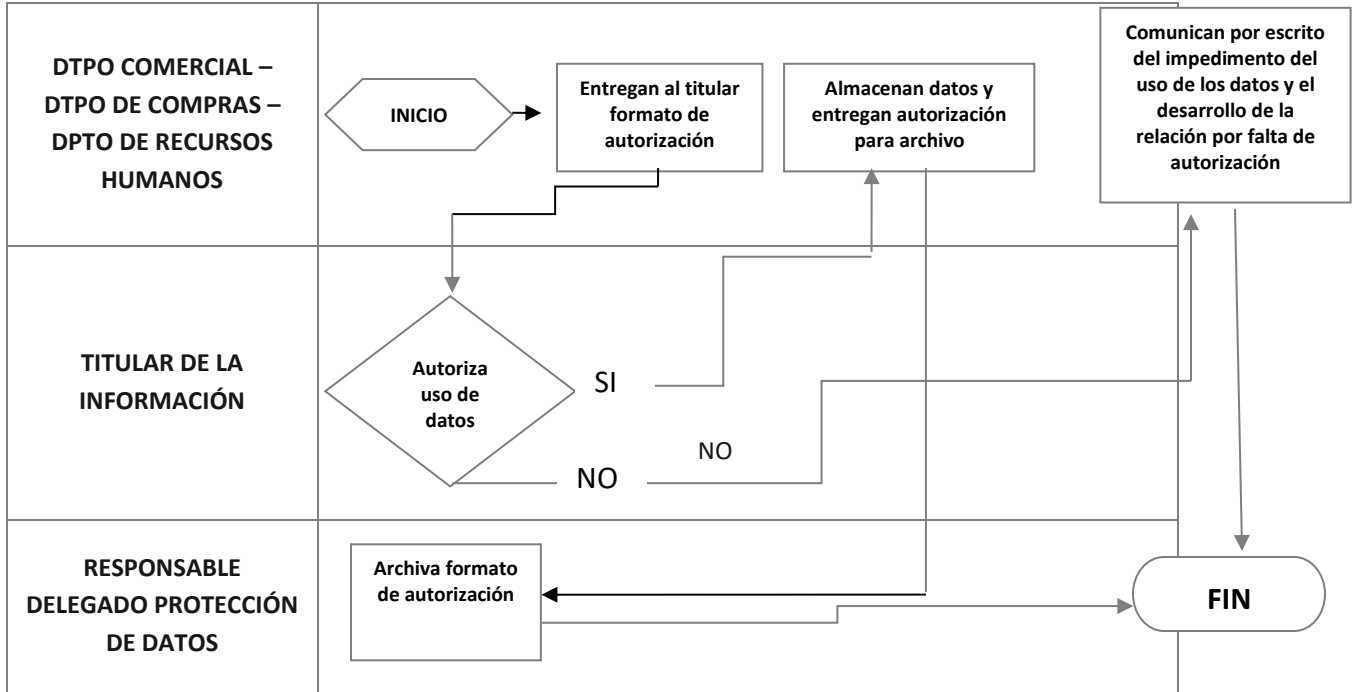 DTPO COMERCIAL –
DTPO DE COMPRAS –
DPTO DE RECURSOS
HUMANOS
INICIO
Entregan al titular
formato de
autorización
Almacenan datos y
entregan autorización
para archivo
Comunican por escrito
del impedimento del
uso de los datos y el
desarrollo de la
relación por falta de
autorización
TITULAR DE LA
INFORMACIÓN
Autoriza
uso de
datos
SI
NO
NO
RESPONSABLE
DELEGADO PROTECCIÓN
DE DATOS
Archiva formato
de autorización
FIN